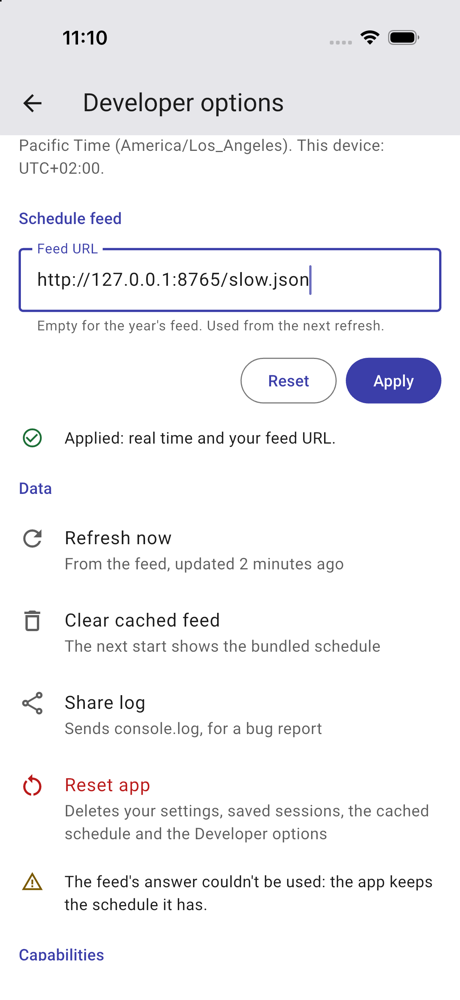 11:10
Developer options
Pacific Time (America/Los_Angeles). This device:
UTC+02:00.
Schedule feed
Feed URL
http://127.0.0.1:8765/slow.json
Empty for the year's feed. Used from the next refresh.
Reset
Apply
Applied: real time and your feed URL.
Data
Refresh now
From the feed, updated 2 minutes ago
Clear cached feed
The next start shows the bundled schedule
Share log
Sends console.log, for a bug report
Reset app
Deletes your settings, saved sessions, the cached
schedule and the Developer options
The feed's answer couldn't be used: the app keeps
the schedule it has.
Capabilities